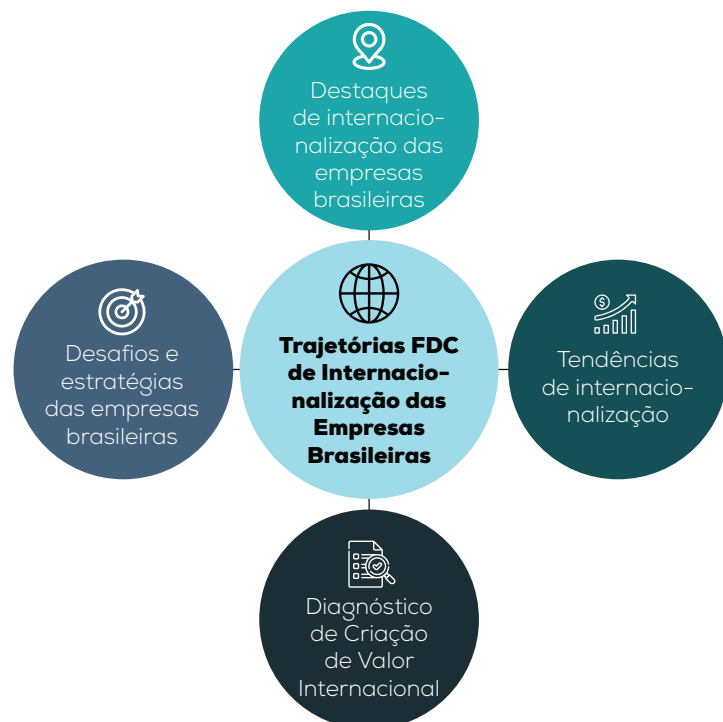 Destaques
de internacio-
nalização das
empresas
brasileiras
Desafios e
estratégias
das empresas
brasileiras
Trajetórias FDC
de Internacio-
nalização das
Empresas
Brasileiras
$
Tendências
de internacio-
nalização
Diagnóstico
de Criação
de Valor
Internacional